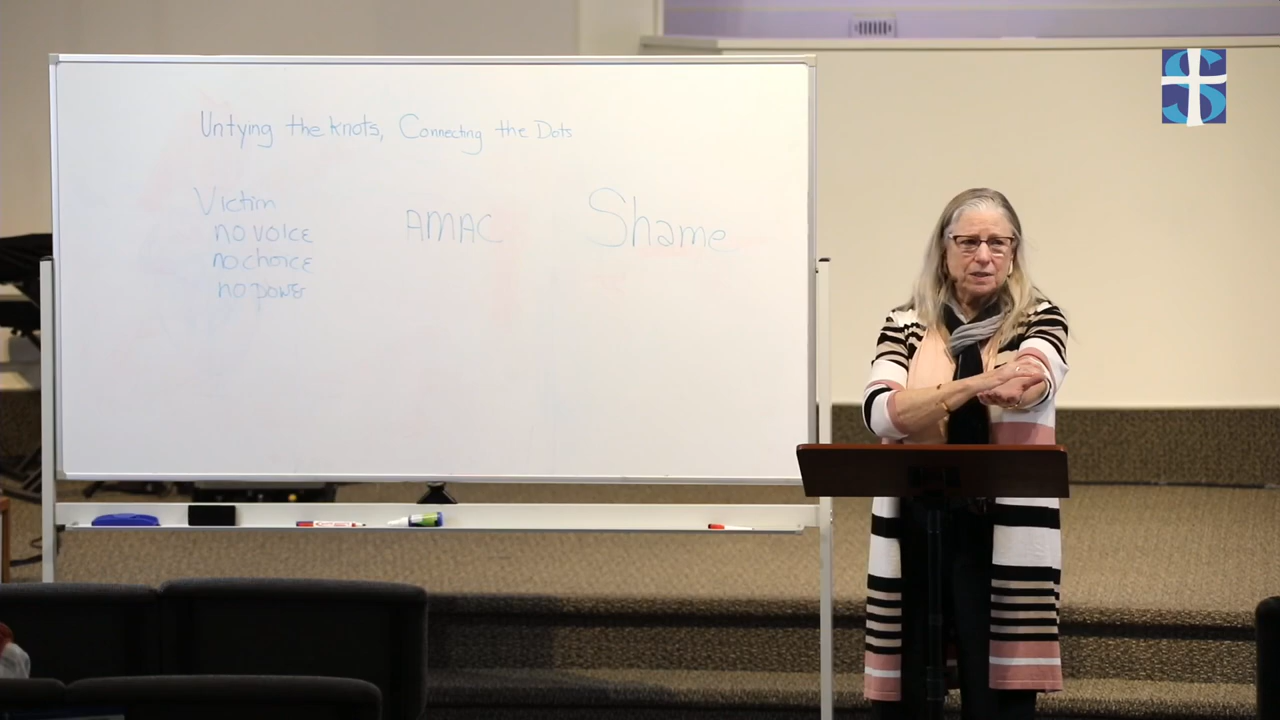 Untying the knots, Connecting the Dots
Victim
no voice
no choice
no power
AMAC
Shame